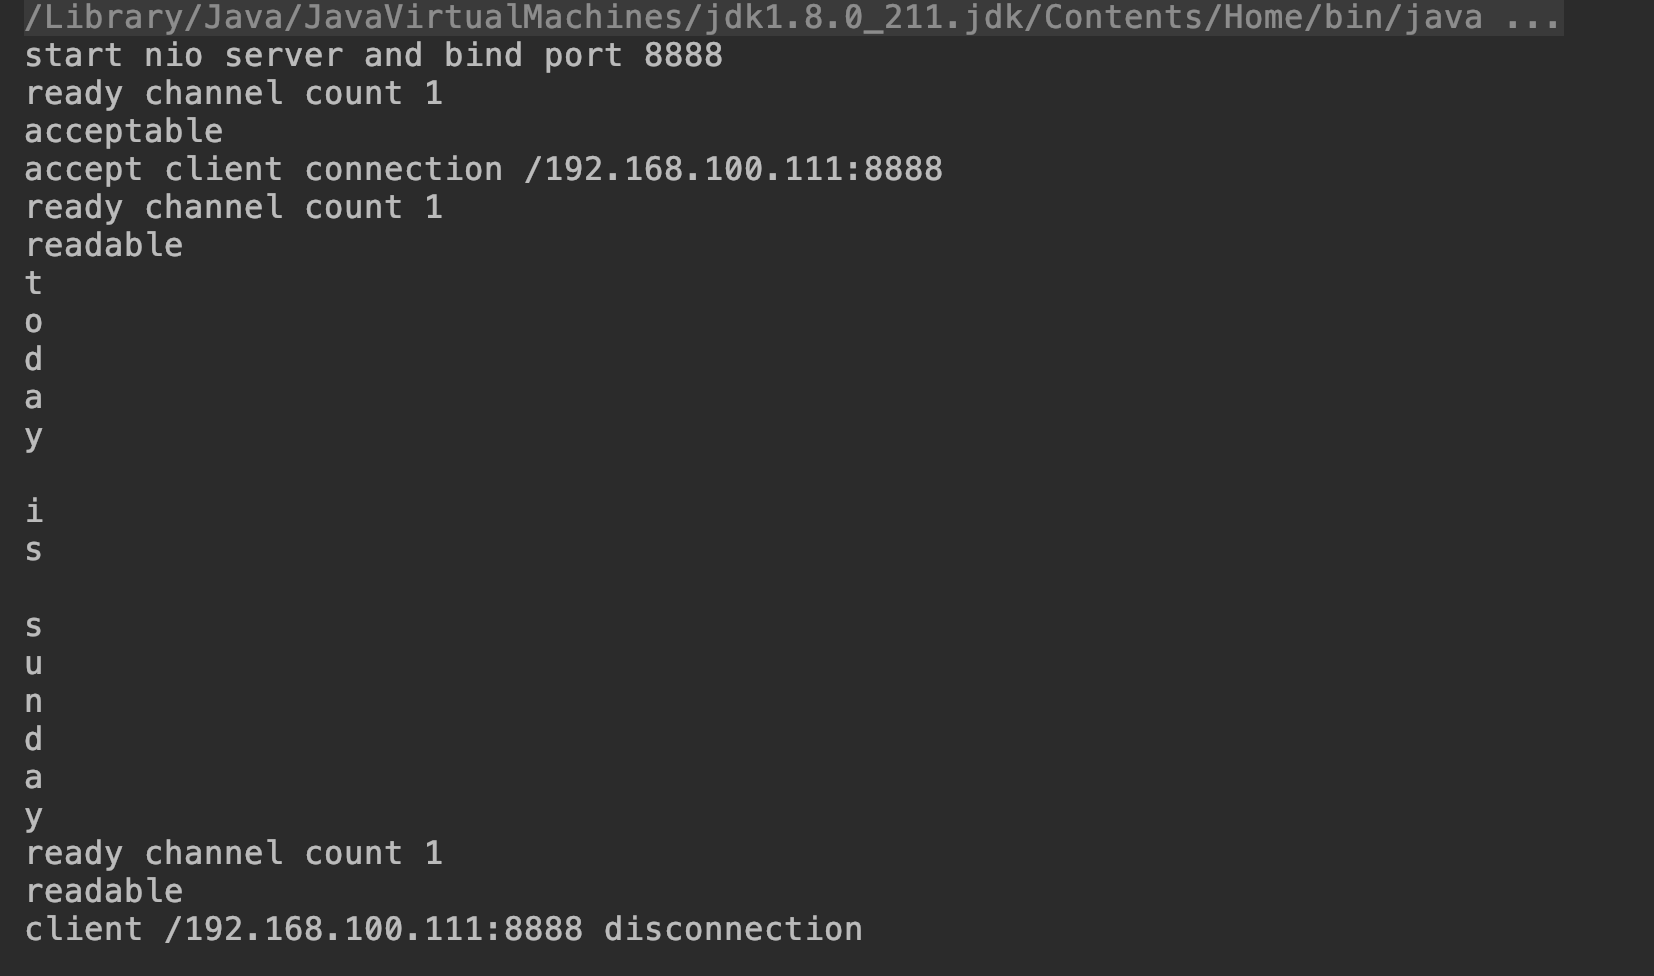 /Library/Java/JavaVirtualMachines/jdk1.8.0_211.jdk/Contents/Home/bin/java ...
start nio server and bind port 8888
ready channel count 1
acceptable
accept client connection /192.168.100.111:8888
ready channel count 1
readable
t
o
d
a
y

i
s

s
u
n
d
a
y
ready channel count 1
readable
client /192.168.100.111:8888 disconnection